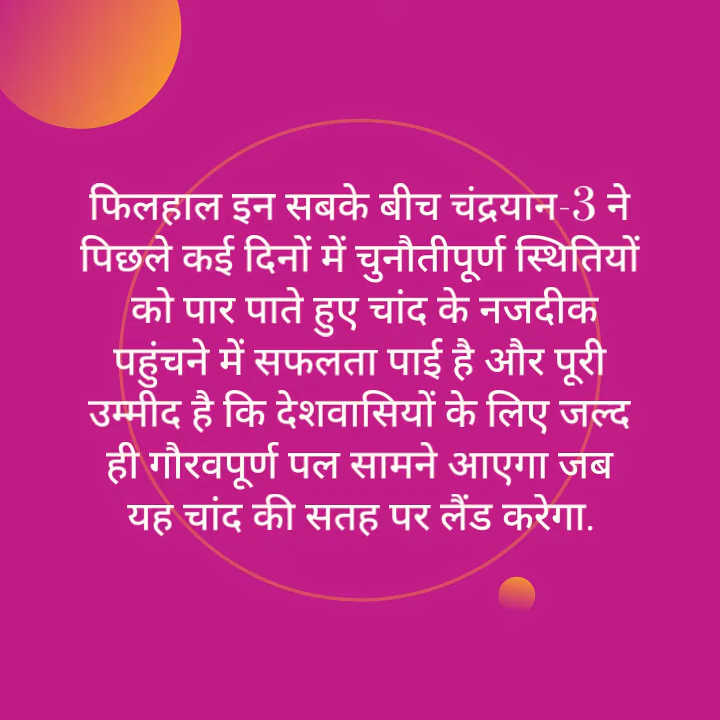 फिलहाल इन सबके बीच चंद्रयान-3 ने
पिछले कई दिनों में चुनौतीपूर्ण स्थितियों
को पार पाते हुए चांद के नजदीक
पहुंचने में सफलता पाई है और पूरी
उम्मीद है कि देशवासियों के लिए जल्द
ही गौरवपूर्ण पल सामने आएगा जब
यह चांद की सतह पर लैंड करेगा.